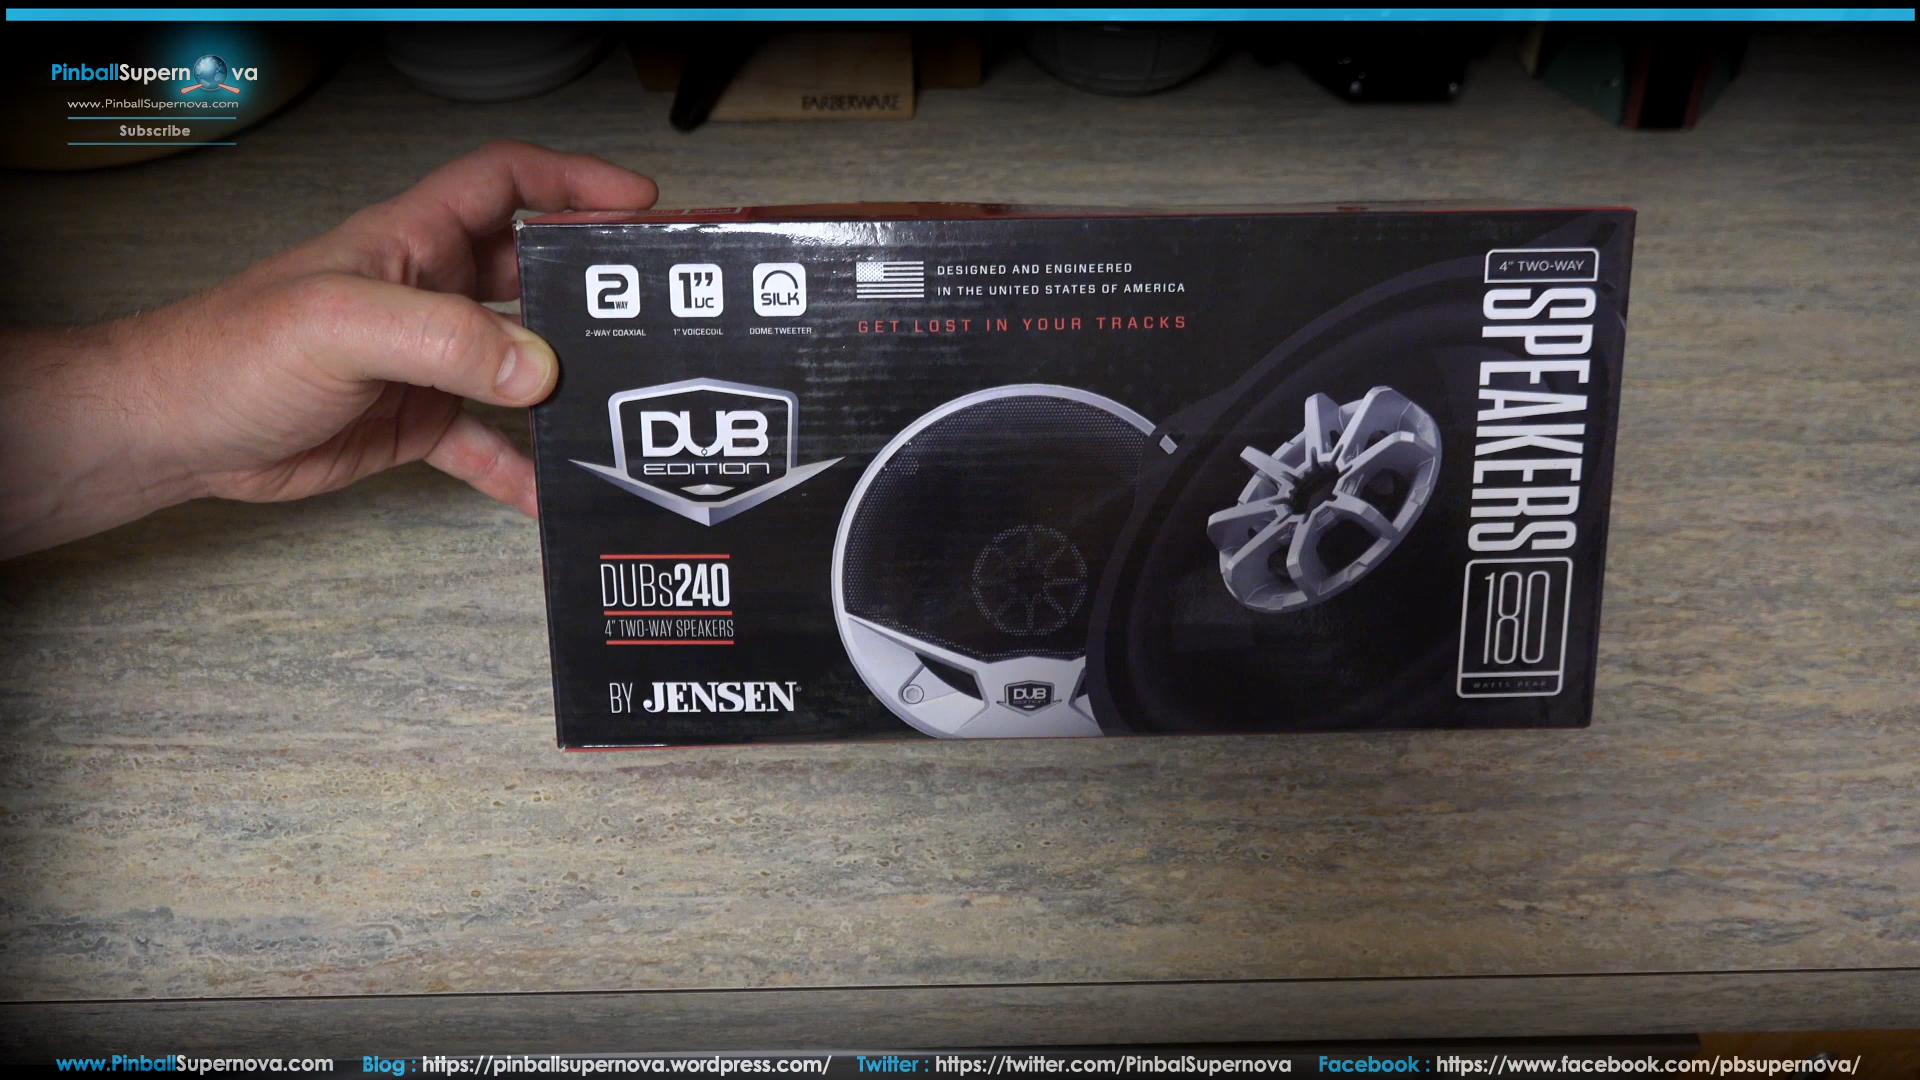 PinballSupernova
www.PinballSupernova.com
Subscribe
FARBERWARE
2 WAY
2-WAY COAXIAL
1” VC
1” VOICECOIL
SILK
DOME TWEETER
DESIGNED AND ENGINEERED
IN THE UNITED STATES OF AMERICA
GET LOST IN YOUR TRACKS
4” TWO-WAY
SPEAKERS
180
WATTS PEAK
DUB
EDITION
DUBs240
4” TWO-WAY SPEAKERS
BY JENSEN®
DUB
EDITION
www.PinballSupernova.com Blog : https://pinballsupernova.wordpress.com/ Twitter : https://twitter.com/PinbalSupernova Facebook : https://www.facebook.com/pbsupernova/